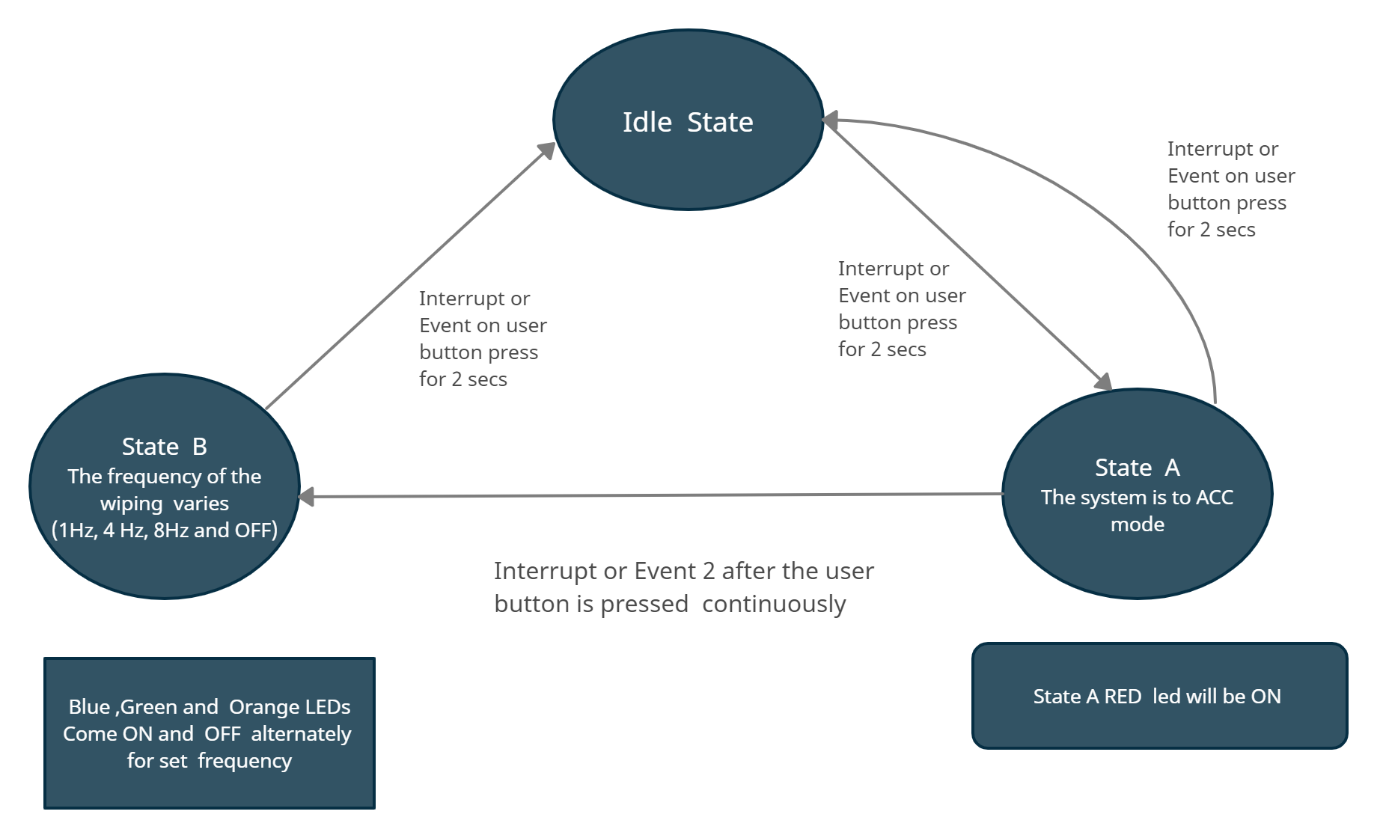 Idle State
Interrupt or
Event on user
button press
for 2 secs
Interrupt or
Event on user
button press
for 2 secs
Interrupt or
Event on user
button press
for 2 secs
State B
The frequency of the
wiping varies
(1Hz, 4 Hz, 8Hz and OFF)
State A
The system is to ACC
mode
Interrupt or Event 2 after the user
button is pressed continuously
Blue ,Green and Orange LEDs
Come ON and OFF alternately
for set frequency
State A RED led will be ON